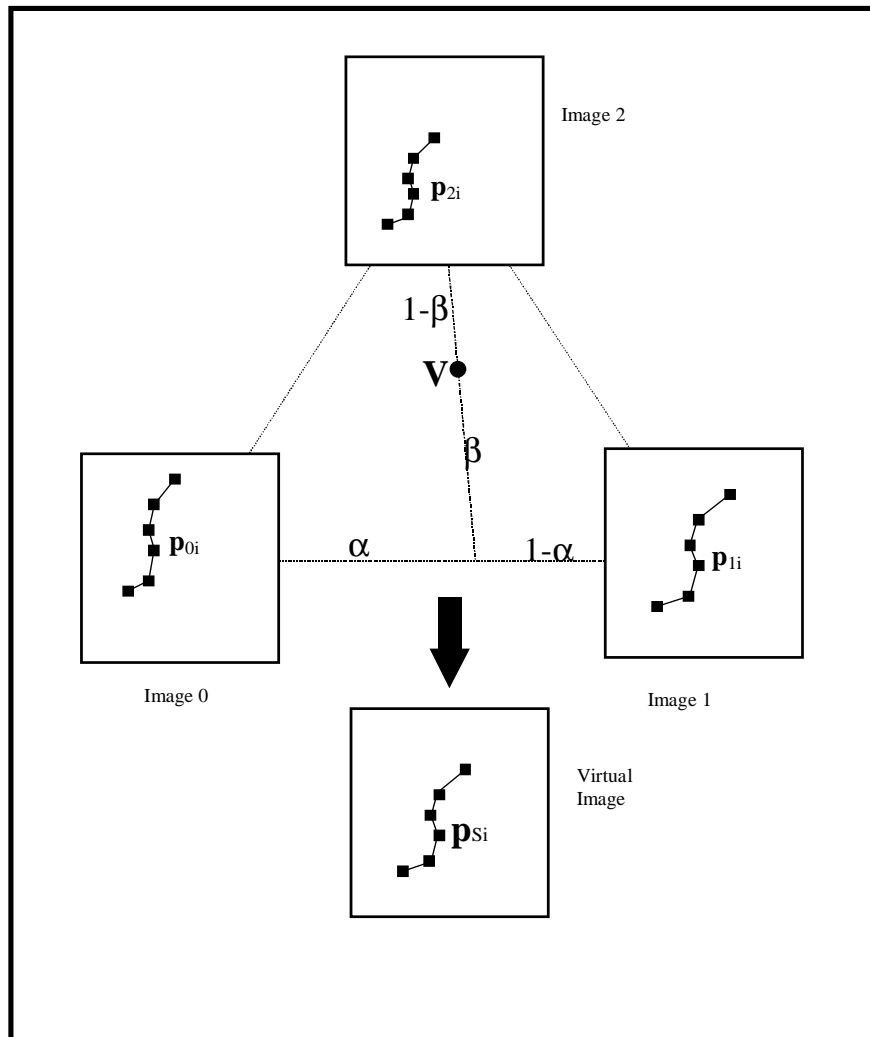 Image 2
p2i
1-β
V
β
p0i
α
1-α
p1i
Image 0
Image 1
Virtual
Image
pSi